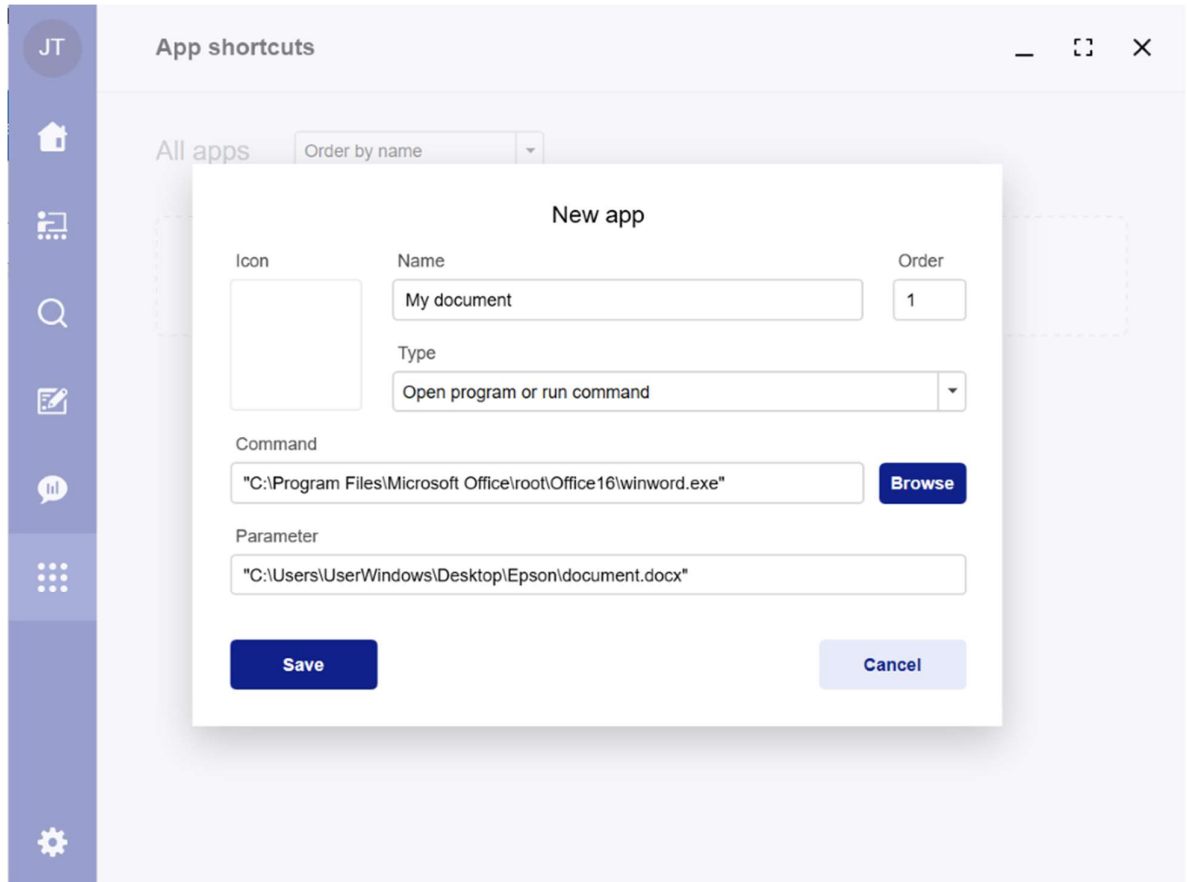 JT
App shortcuts
All apps
Order by name
New app
Icon
Name
Order
My document
1
Type
Open program or run command
Command
"C:\Program Files\Microsoft Office\root\Office16\winword.exe"
Browse
Parameter
"C:\Users\UserWindows\Desktop\Epson\document.docx"
Save
Cancel